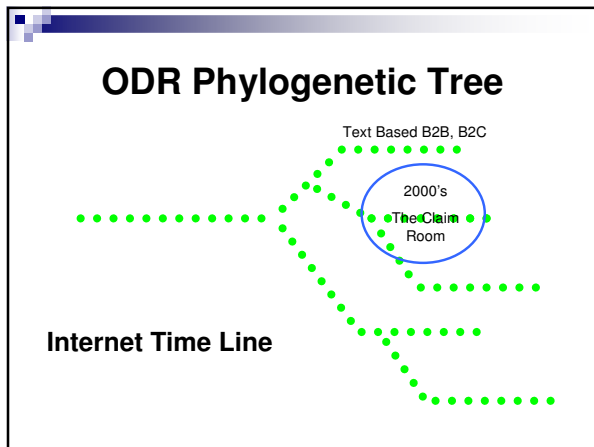 ODR Phylogenetic Tree
Text Based B2B, B2C
2000's
The Claim
Room
Internet Time Line